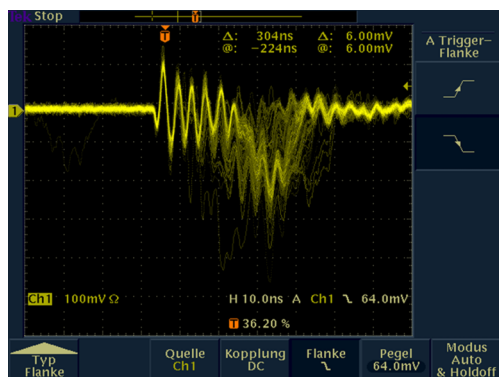 Stop
T
Δ: 304ns Δ: 6.00mV
@: −224ns @: 6.00mV
A Trigger–
Flanke
T
1
Ch1 100mVΩ H 10.0ns A Ch1 64.0mV
T 36.20 %
Typ
Flanke
Quelle
Ch1
Kopplung
DC
Flanke
Pegel
64.0mV
Modus
Auto
& Holdoff